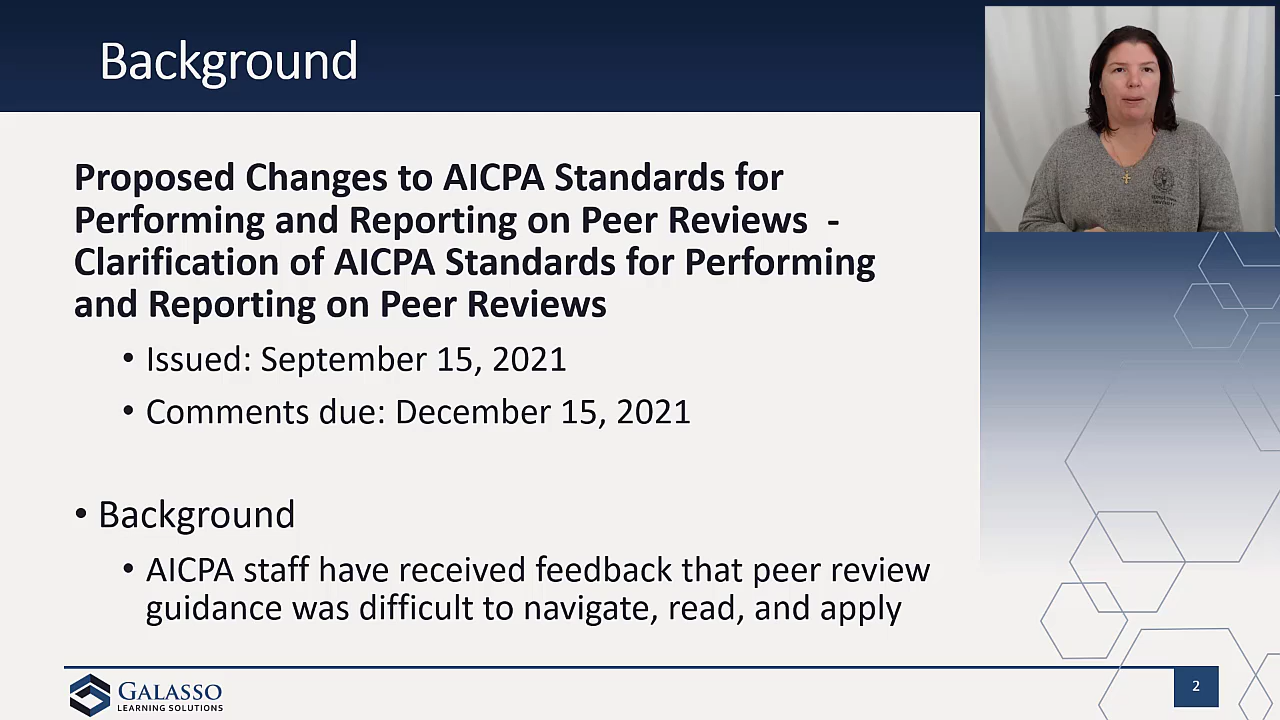 Background
Proposed Changes to AICPA Standards for
Performing and Reporting on Peer Reviews -
Clarification of AICPA Standards for Performing
and Reporting on Peer Reviews
• Issued: September 15, 2021
• Comments due: December 15, 2021
• Background
• AICPA staff have received feedback that peer review
guidance was difficult to navigate, read, and apply
GALASSO
LEARNING SOLUTIONS
2